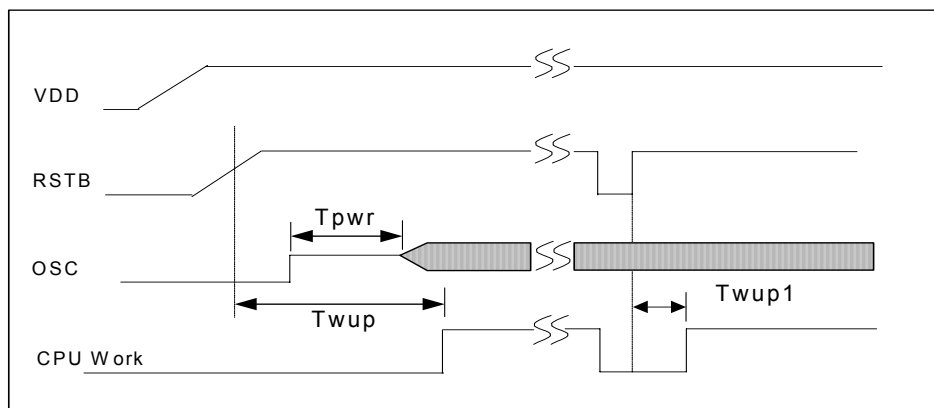 VDD
RSTB
Tpwr
OSC
Twup
Twup1
CPU Work